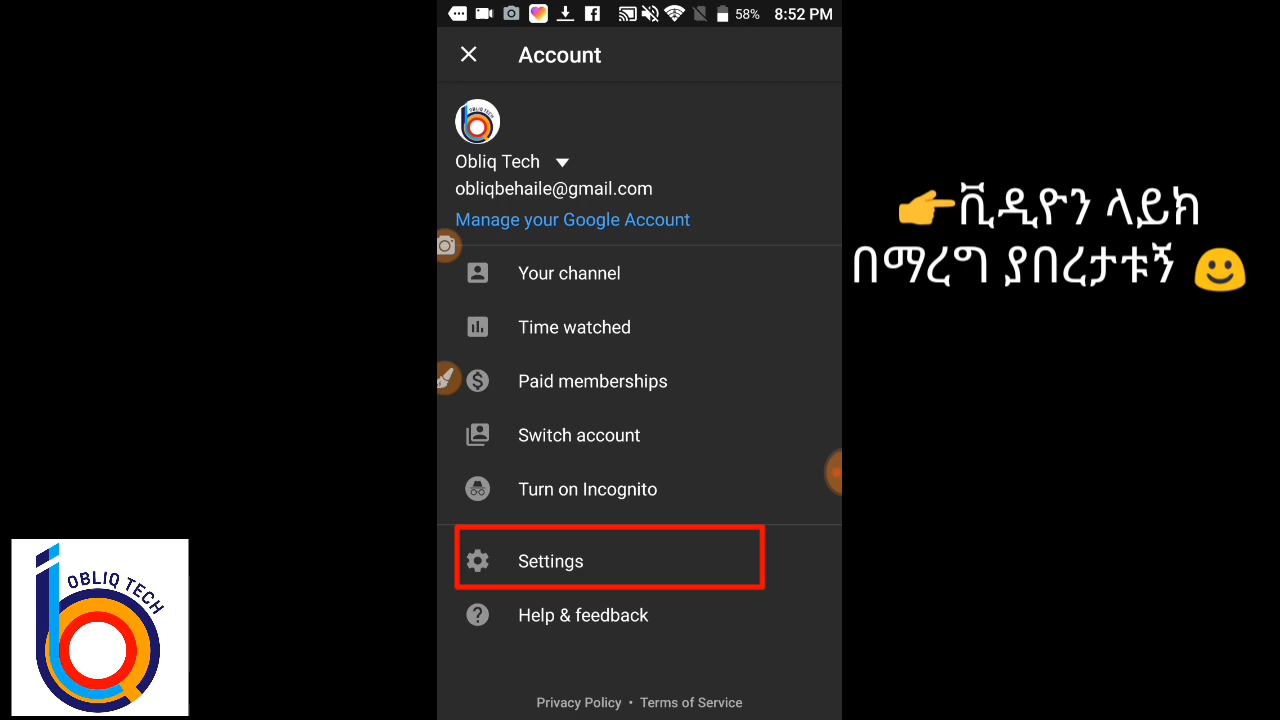 58% 8:52 PM
Account
OBLIQ TECH
Obliq Tech
obliqbehaile@gmail.com
Manage your Google Account
Your channel
Time watched
Paid memberships
Switch account
Turn on Incognito
Settings
Help & feedback
Privacy Policy • Terms of Service
👉ቪዲዮን ላይክ
በማረግ ያበረታቱኝ 🙂
OBLIQ TECH